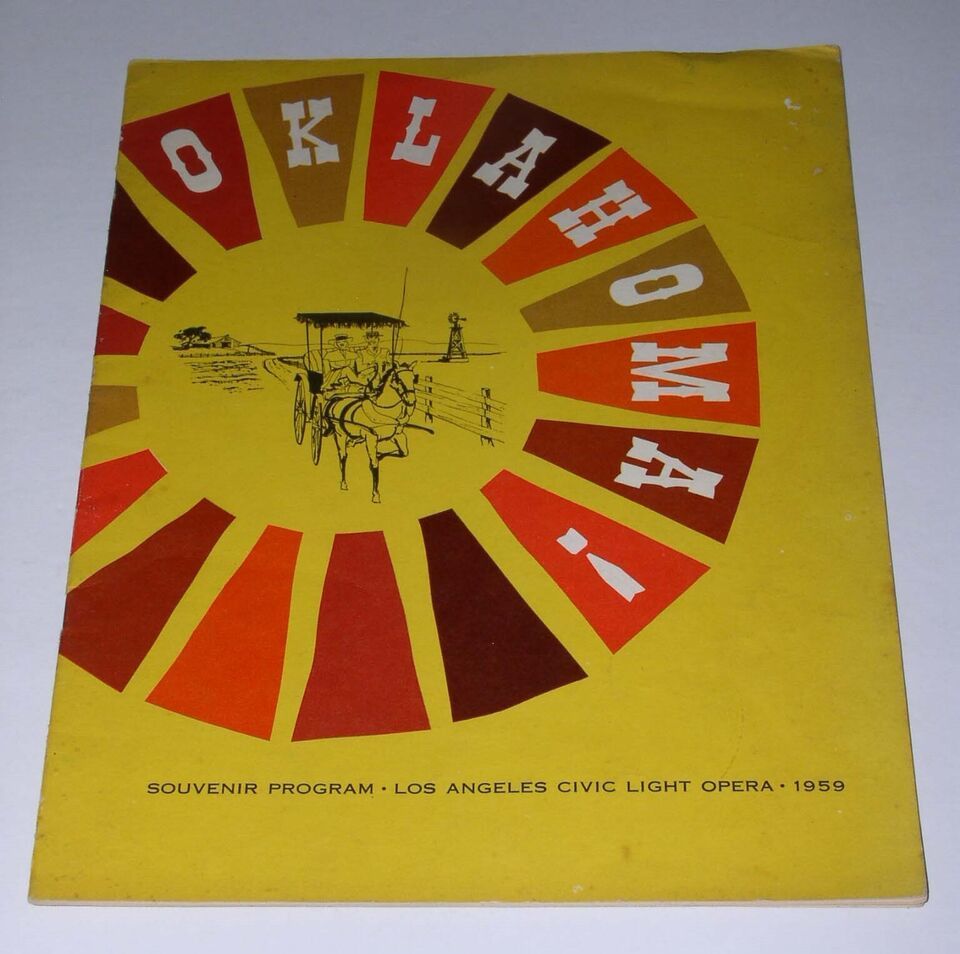 OKLAHOMA!
SOUVENIR PROGRAM • LOS ANGELES CIVIC LIGHT OPERA • 1959